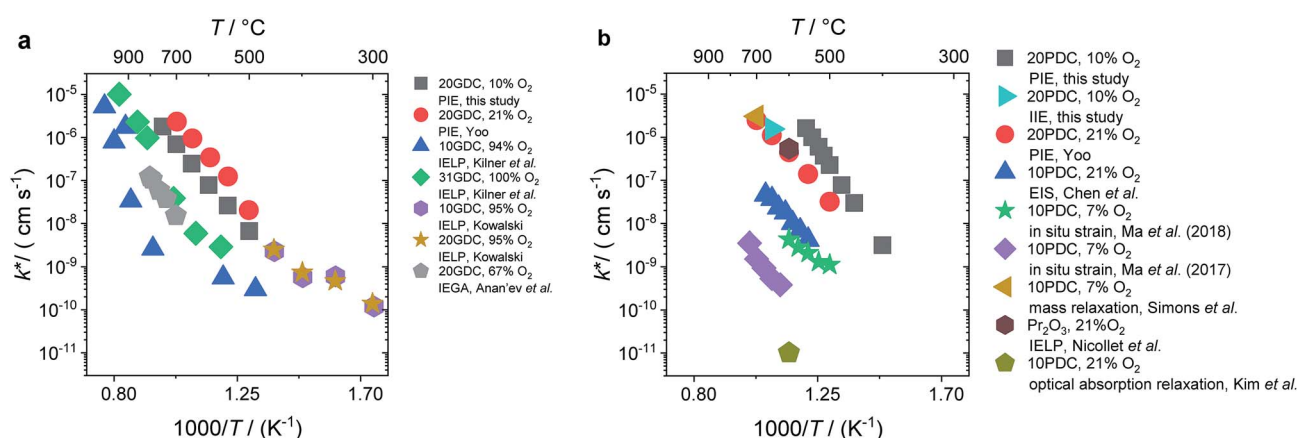 a
T / °C
900 700 500 300
k*/ ( cm s⁻¹)
10⁻⁵
10⁻⁶
10⁻⁷
10⁻⁸
10⁻⁹
10⁻¹⁰
10⁻¹¹
0.80 1.25 1.70
1000/T / (K⁻¹)
20GDC, 10% O₂
PIE, this study
20GDC, 21% O₂
PIE, Yoo
10GDC, 94% O₂
IELP, Kilner et al.
31GDC, 100% O₂
IELP, Kilner et al.
10GDC, 95% O₂
IELP, Kowalski
20GDC, 95% O₂
IELP, Kowalski
20GDC, 67% O₂
IEGA, Anan'ev et al.
b
T / °C
900 700 500 300
k*/ ( cm s⁻¹)
10⁻⁵
10⁻⁶
10⁻⁷
10⁻⁸
10⁻⁹
10⁻¹⁰
10⁻¹¹
0.80 1.25 1.70
1000/T / (K⁻¹)
20PDC, 10% O₂
PIE, this study
20PDC, 10% O₂
IIE, this study
20PDC, 21% O₂
PIE, Yoo
10PDC, 21% O₂
EIS, Chen et al.
10PDC, 7% O₂
in situ strain, Ma et al. (2018)
10PDC, 7% O₂
in situ strain, Ma et al. (2017)
10PDC, 7% O₂
mass relaxation, Simons et al.
Pr₂O₃, 21%O₂
IELP, Nicollet et al.
10PDC, 21% O₂
optical absorption relaxation, Kim et al.